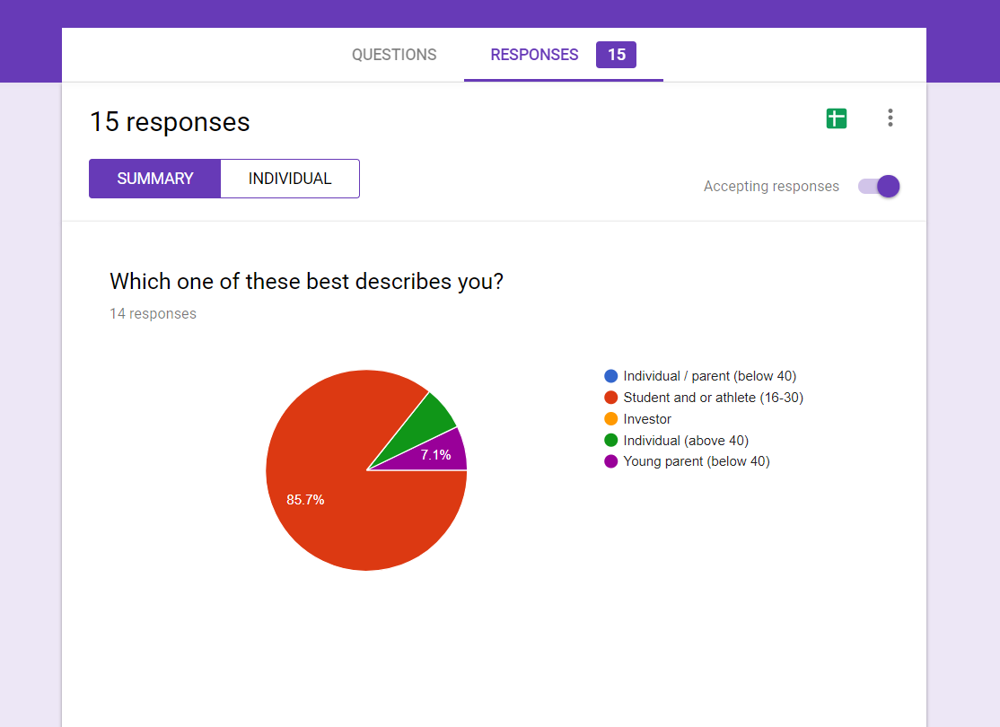 QUESTIONS RESPONSES 15
15 responses
SUMMARY INDIVIDUAL
Accepting responses
Which one of these best describes you?
14 responses
Individual / parent (below 40)
Student and or athlete (16-30)
Investor
Individual (above 40)
Young parent (below 40)
7.1%
85.7%